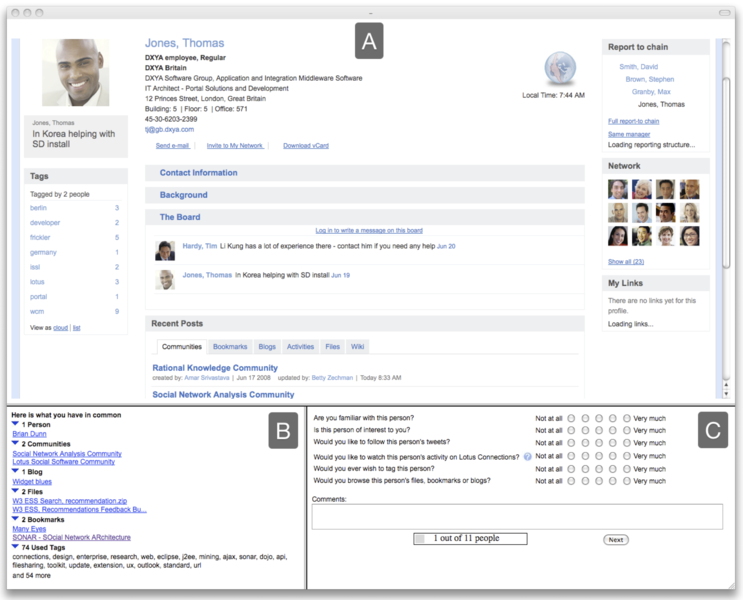 A
Jones, Thomas
In Korea helping with
SD install
Tags
Tagged by 2 people
berlin 3
developer 2
frickler 5
germany 1
issl 2
lotus 3
portal 1
wcm 9
View as cloud | list
Jones, Thomas
DXYA employee, Regular
DXYA Britain
DXYA Software Group, Application and Integration Middleware Software
IT Architect - Portal Solutions and Development
12 Princes Street, London, Great Britain
Building: 5 | Floor: 5 | Office: 571
45-30-6203-2399
tj@gb.dxya.com
Local Time: 7:44 AM
Send e-mail | Invite to My Network | Download vCard
Contact Information
Background
The Board
Log in to write a message on this board
Hardy, Tim Li Kung has a lot of experience there - contact him if you need any help Jun 20
Jones, Thomas In Korea helping with SD install Jun 19
Recent Posts
Communities Bookmarks Blogs Activities Files Wiki
Rational Knowledge Community
created by: Amar Srivastava | Jun 17 2008 updated by: Betty Zechman | Today 8:33 AM
Social Network Analysis Community
Report to chain
Smith, David
Brown, Stephen
Granby, Max
Jones, Thomas
Full report-to chain
Same manager
Loading reporting structure...
Network
Show all (23)
My Links
There are no links yet for this
profile.
Loading links...
B
Here is what you have in common
1 Person
Brian Dunn
2 Communities
Social Network Analysis Community
Lotus Social Software Community
1 Blog
Widget blues
2 Files
W3 ESS Search, recommendation.zip
W3 ESS, Recommendations Feedback Bu...
2 Bookmarks
Many Eyes
SONAR - SOcial Network ARchitecture
74 Used Tags
connections, design, enterprise, research, web, eclipse, j2ee, mining, ajax, sonar, dojo, api,
filesharing, toolkit, update, extension, ux, outlook, standard, url
and 54 more
C
Are you familiar with this person? Not at all Very much
Is this person of interest to you? Not at all Very much
Would you like to follow this person's tweets? Not at all Very much
Would you like to watch this person's activity on Lotus Connections? ? Not at all Very much
Would you ever wish to tag this person? Not at all Very much
Would you browse this person's files, bookmarks or blogs? Not at all Very much
Comments:
1 out of 11 people
Next